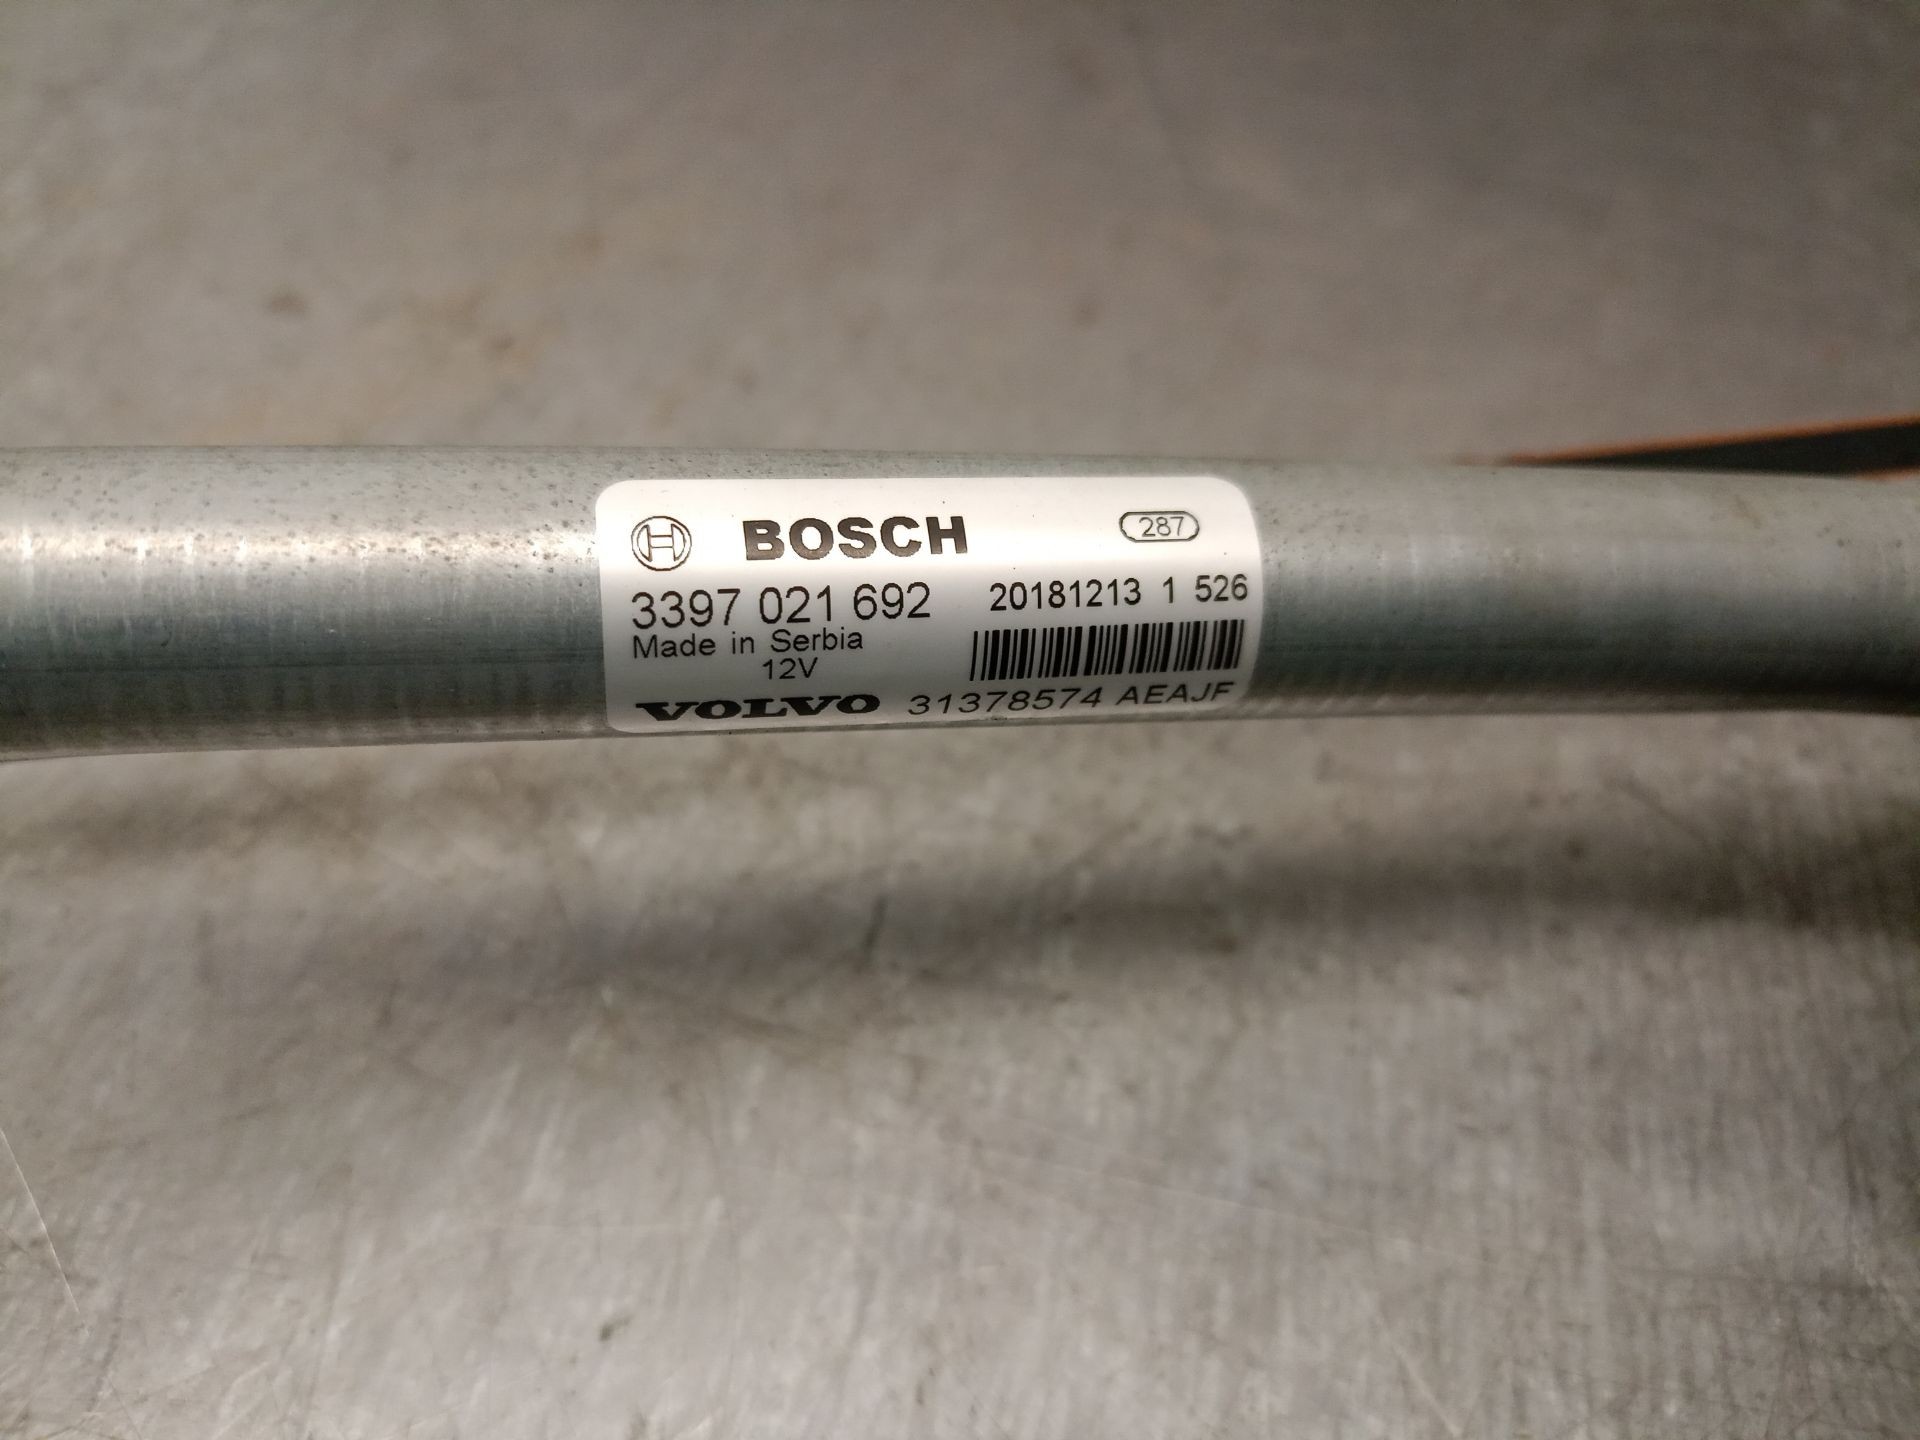 BOSCH 287
3397 021 692 20181213 1 526
Made in Serbia
12V
VOLVO 31378574 AEAJF